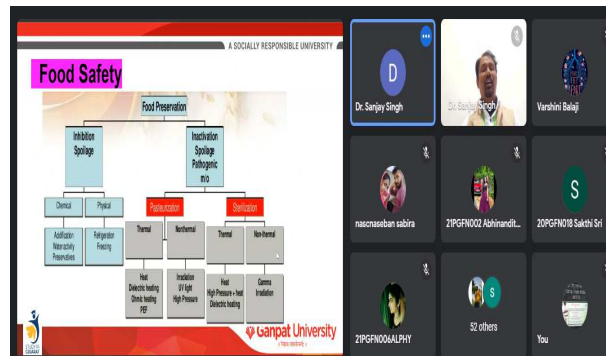 A SOCIALLY RESPONSIBLE UNIVERSITY
Food Safety
Food Preservation
Inhibition
Spoilage
Inactivation
Spoilage
Pathogenic
m/o
Chemical
Physical
Pasteurization
Sterilization
Acidification
Water activity
Preservatives
Refrigeration
Freezing
Thermal
Nonthermal
Thermal
Non-thermal
Heat
Dielectric heating
Ohmic heating
PEF
Irradiation
UV light
High Pressure
Heat
High Pressure + heat
Dielectric heating
Gamma
Irradiation
STUDY IN
GUJARAT
Ganpat University
D
Dr. Sanjay Singh
Dr. Sanjay Singh
Varshini Balaji
nascnaseban sabira
21PGFN002 Abhinandit...
S
20PGFN018 Sakthi Sri
21PGFN006ALPHY
S
52 others
You